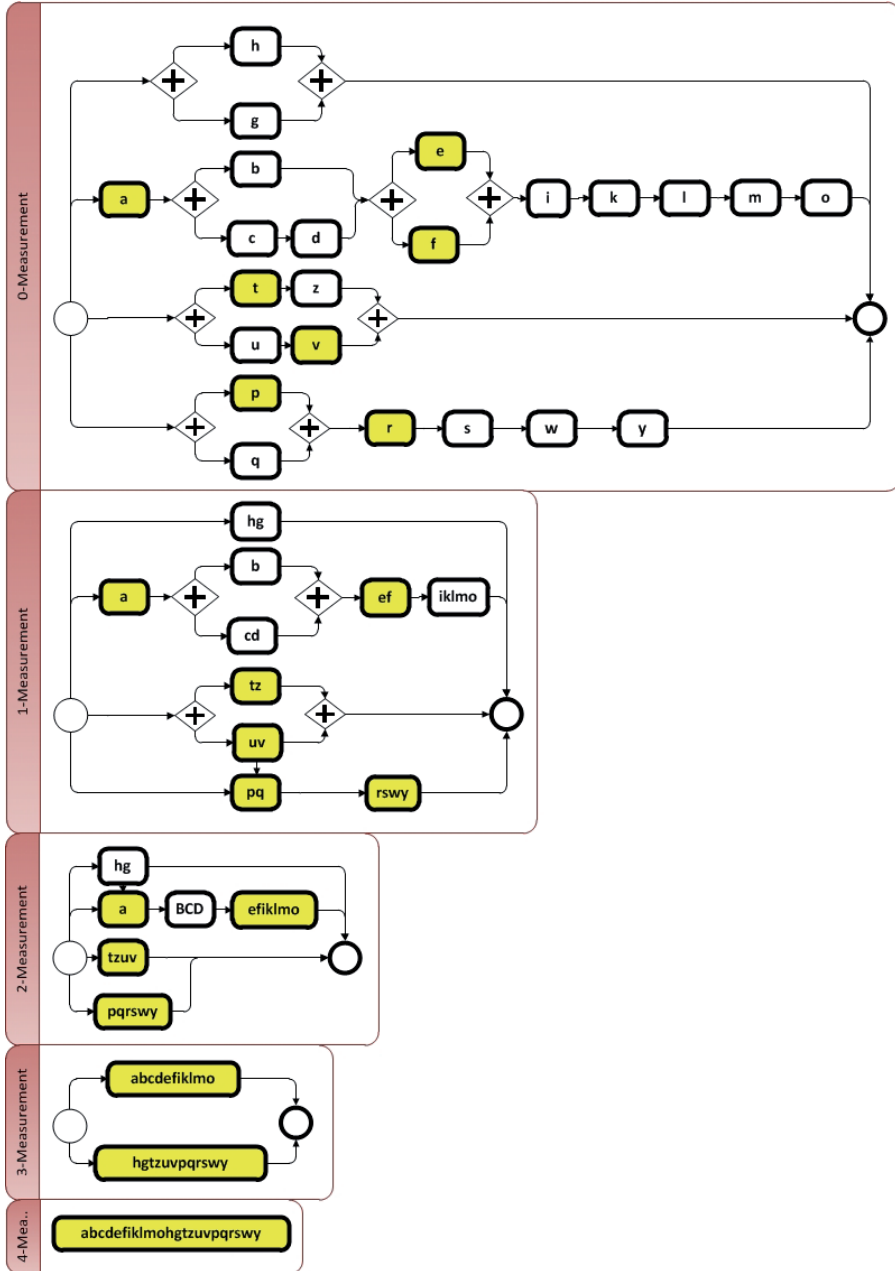 0-Measurement
h
g
a
b
c
d
e
f
i
k
l
m
o
t
z
u
v
p
q
r
s
w
y
1-Measurement
hg
a
b
cd
ef
iklmo
tz
uv
pq
rswy
2-Measurement
hg
a
BCD
efiklmo
tzuv
pqrswy
3-Measurement
abcdefiklmo
hgtzuvpqrswy
4-Mea..
abcdefiklmohgtzuvpqrswy